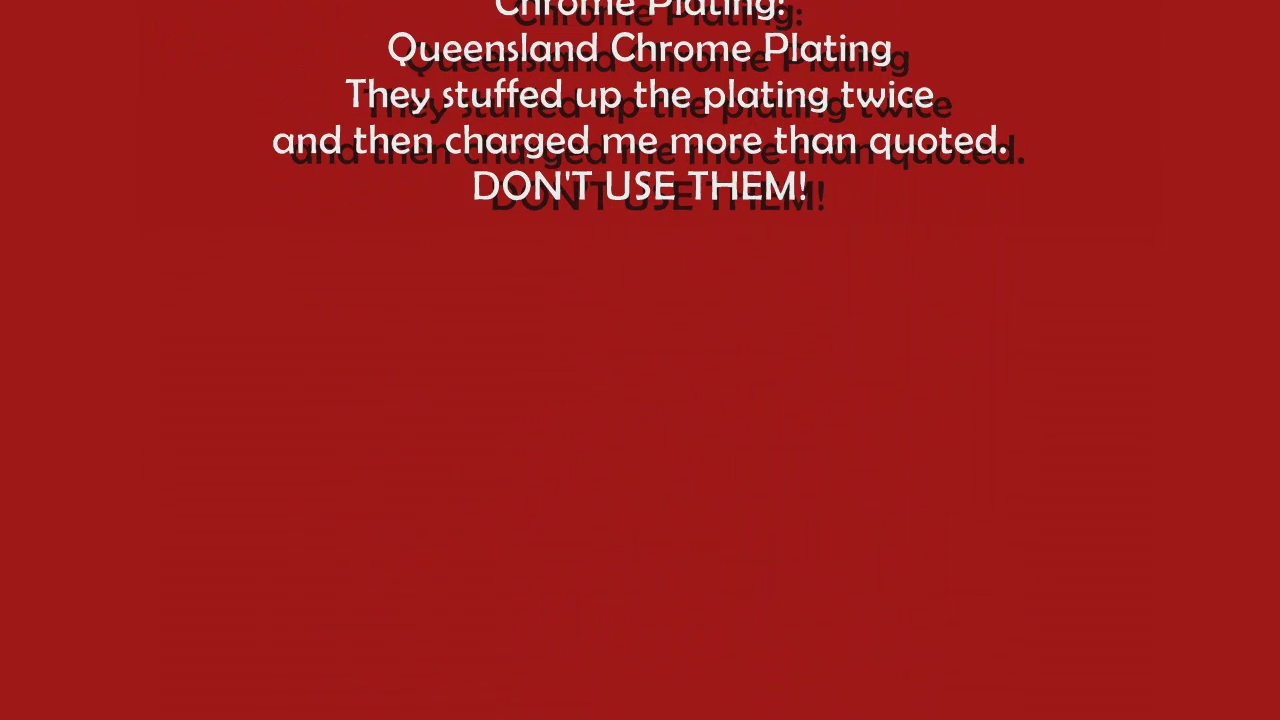 Chrome Plating:
Queensland Chrome Plating
They stuffed up the plating twice
and then charged me more than quoted.
DON'T USE THEM!